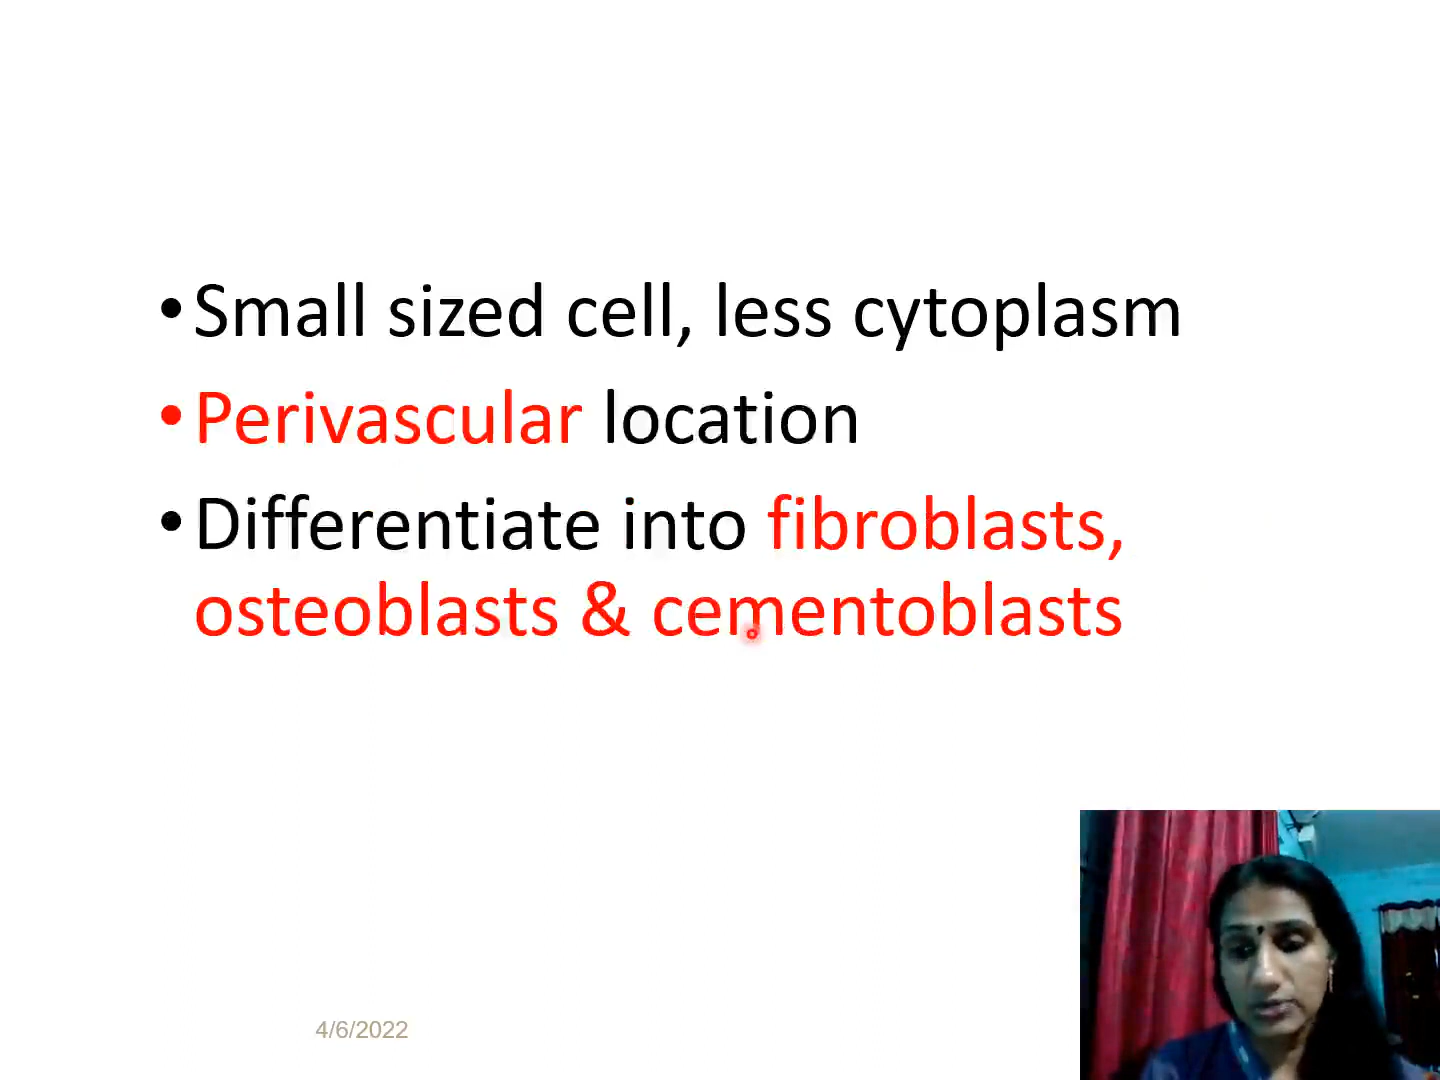 • Small sized cell, less cytoplasm
• Perivascular location
• Differentiate into fibroblasts,
osteoblasts & cementoblasts
4/6/2022